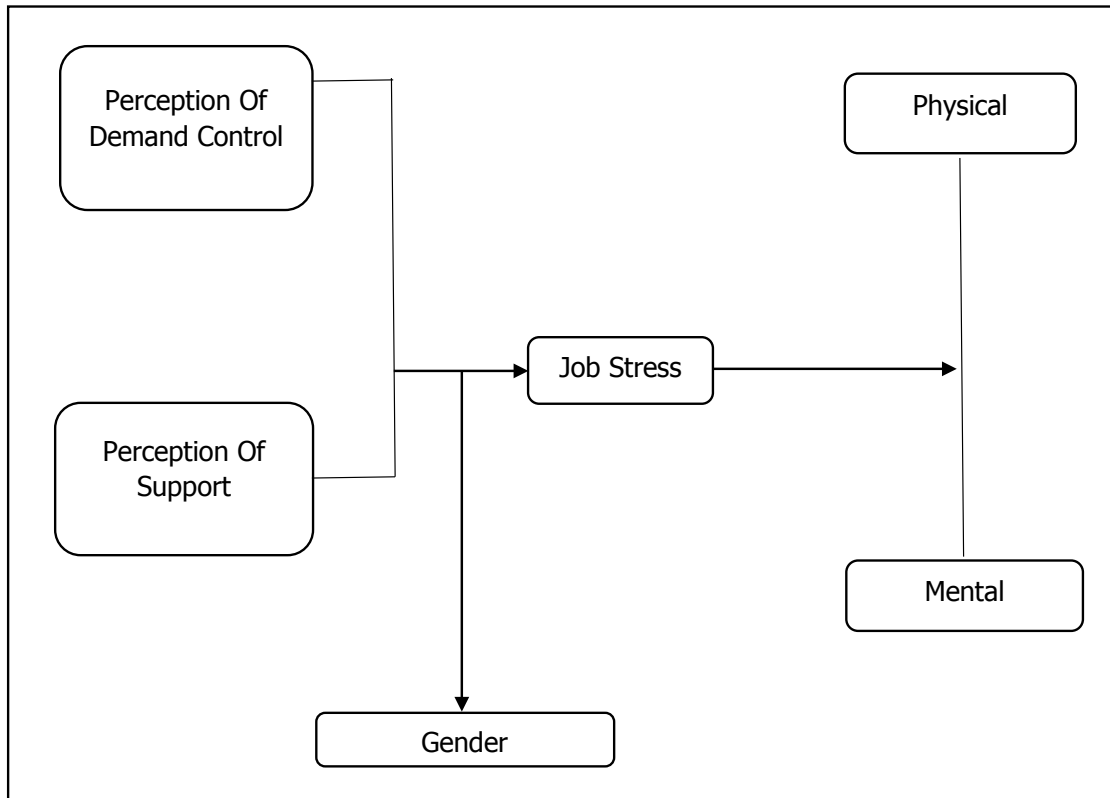 Perception Of
Demand Control
Physical
Job Stress
Perception Of
Support
Mental
Gender